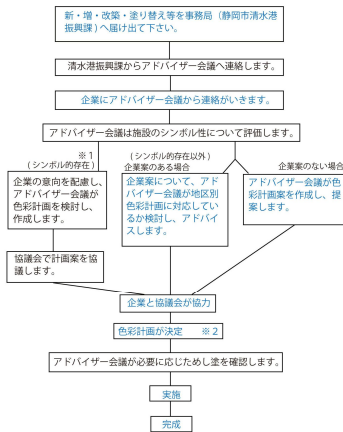 新・増・改築・塗り替え等を事務局（静岡市清水港
振興課）へ届け出て下さい。
清水港振興課からアドバイザー会議へ連絡します。
企業にアドバイザー会議から連絡がいきます。
アドバイザー会議は施設のシンボル性について評価します。
※１
(シンボル的存在)
企業の意向を配慮し、
アドバイザー会議が
色彩計画を検討し、
作成します。
協議会で計画案を協
議します。
(シンボル的存在以外)
企業案のある場合
企業案について、アド
バイザー会議が地区別
色彩計画に対応してい
るか検討し、アドバイ
スします。
企業案のない場合
アドバイザー会議が色
彩計画案を作成し、提
案します。
企業と協議会が協力
色彩計画が決定　※２
アドバイザー会議が必要に応じためし塗を確認します。
実施
完成